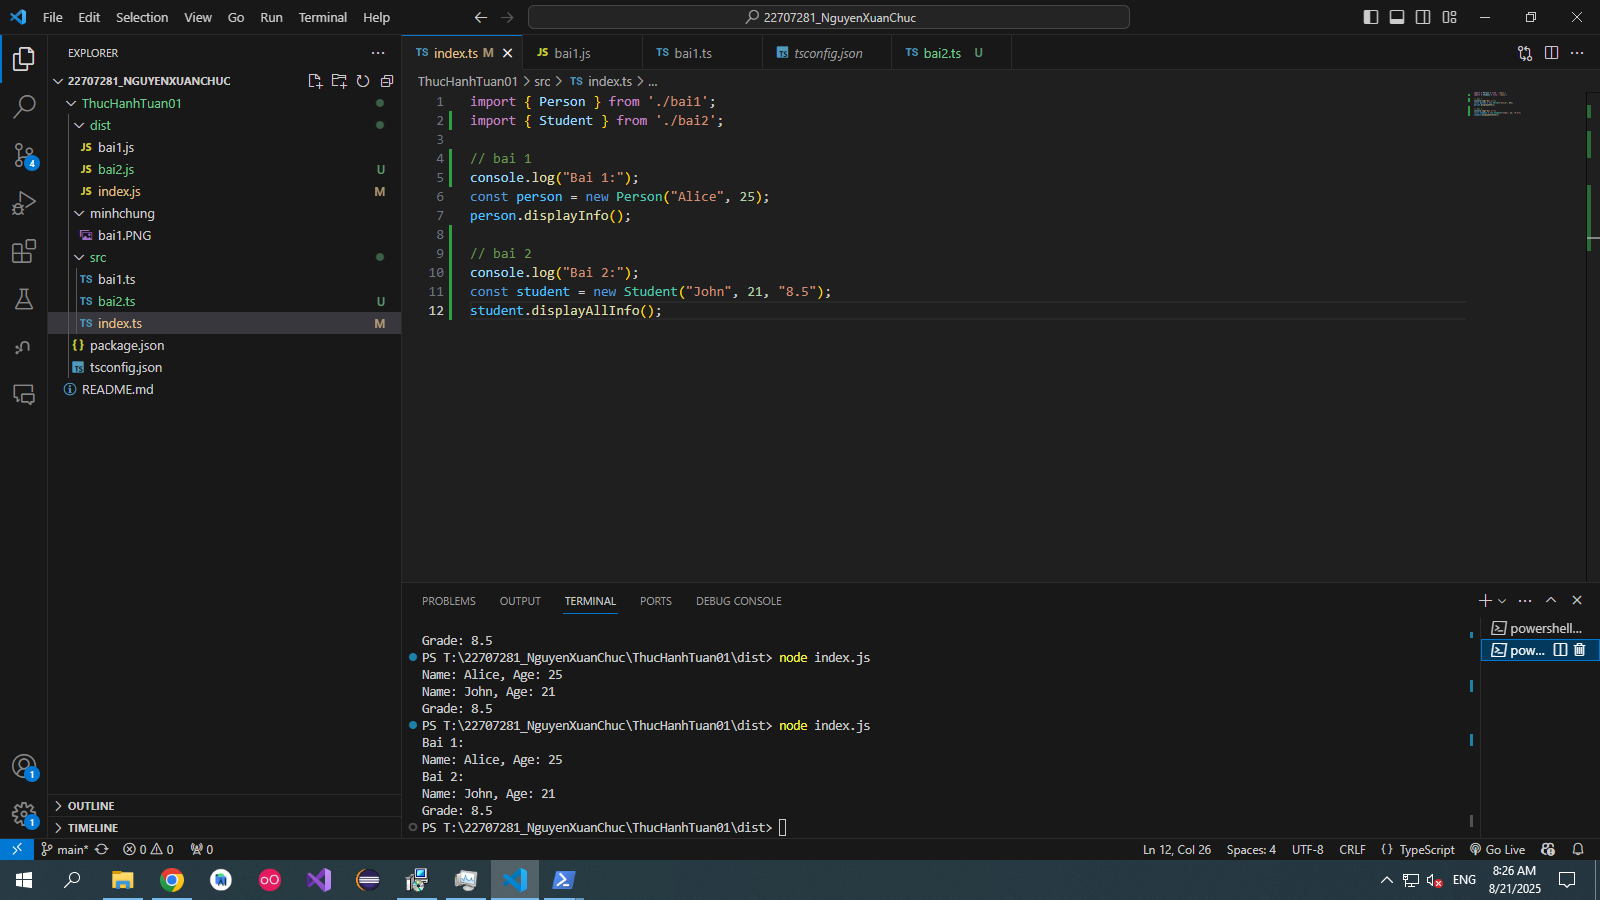 File Edit Selection View Go Run Terminal Help
22707281_NguyenXuanChuc
EXPLORER
22707281_NGUYENXUANCHUC
ThucHanhTuan01
dist
JS bai1.js
JS bai2.js U
JS index.js M
minhchung
bai1.PNG
src
TS bai1.ts
TS bai2.ts U
TS index.ts M
{} package.json
TS tsconfig.json
README.md
OUTLINE
TIMELINE
4
1
1
TS index.ts M
JS bai1.js
TS bai1.ts
TS tsconfig.json
TS bai2.ts U
ThucHanhTuan01 > src > TS index.ts > ...
1 import { Person } from './bai1';
2 import { Student } from './bai2';
3
4 // bai 1
5 console.log("Bai 1:");
6 const person = new Person("Alice", 25);
7 person.displayInfo();
8
9 // bai 2
10 console.log("Bai 2:");
11 const student = new Student("John", 21, "8.5");
12 student.displayAllInfo();
PROBLEMS OUTPUT TERMINAL PORTS DEBUG CONSOLE
Grade: 8.5
PS T:\22707281_NguyenXuanChuc\ThucHanhTuan01\dist> node index.js
Name: Alice, Age: 25
Name: John, Age: 21
Grade: 8.5
PS T:\22707281_NguyenXuanChuc\ThucHanhTuan01\dist> node index.js
Bai 1:
Name: Alice, Age: 25
Bai 2:
Name: John, Age: 21
Grade: 8.5
PS T:\22707281_NguyenXuanChuc\ThucHanhTuan01\dist>
powershell...
pow...
main* 0 0 0
Ln 12, Col 26 Spaces: 4 UTF-8 CRLF {} TypeScript Go Live
ENG
8:26 AM
8/21/2025